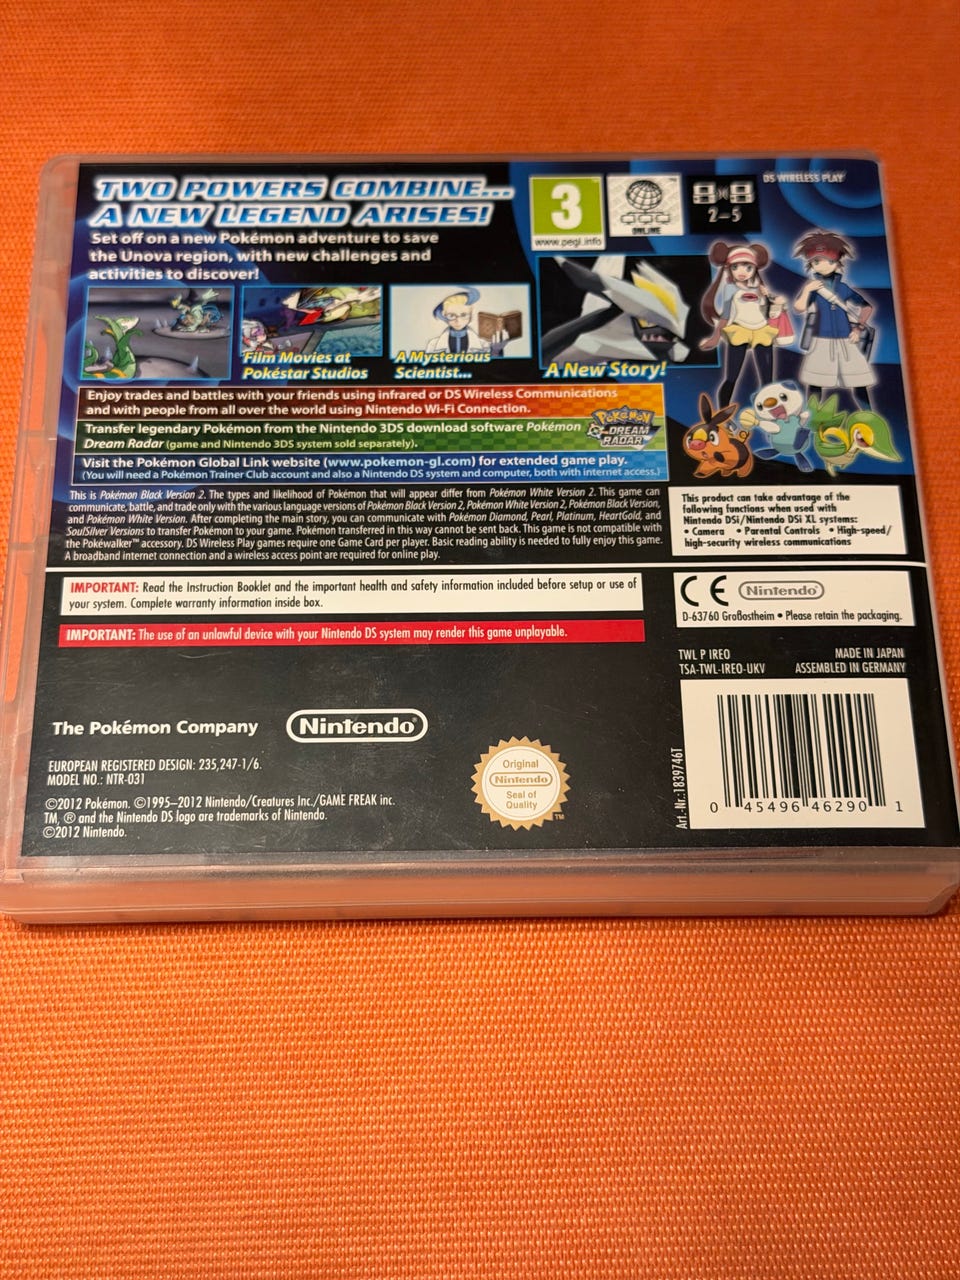 TWO POWERS COMBINE...
A NEW LEGEND ARISES!
Set off on a new Pokémon adventure to save
the Unova region, with new challenges and
activities to discover!
3
www.pegi.info
ONLINE
2–5
DS WIRELESS PLAY
Film Movies at
Pokéstar Studios
A Mysterious
Scientist...
A New Story!
Enjoy trades and battles with your friends using infrared or DS Wireless Communications
and with people from all over the world using Nintendo Wi-Fi Connection.
Transfer legendary Pokémon from the Nintendo 3DS download software Pokémon
Dream Radar (game and Nintendo 3DS system sold separately).
Pokémon
DREAM
RADAR
Visit the Pokémon Global Link website (www.pokemon-gl.com) for extended game play.
(You will need a Pokémon Trainer Club account and also a Nintendo DS system and computer, both with internet access.)
This is Pokémon Black Version 2. The types and likelihood of Pokémon that will appear differ from Pokémon White Version 2. This game can
communicate, battle, and trade only with the various language versions of Pokémon Black Version 2, Pokémon White Version 2, Pokémon Black Version,
and Pokémon White Version. After completing the main story, you can communicate with Pokémon Diamond, Pearl, Platinum, HeartGold, and
SoulSilver Versions to transfer Pokémon to your game. Pokémon transferred in this way cannot be sent back. This game is not compatible with
the Pokéwalker™ accessory. DS Wireless Play games require one Game Card per player. Basic reading ability is needed to fully enjoy this game.
A broadband internet connection and a wireless access point are required for online play.
This product can take advantage of the
following functions when used with
Nintendo DSi/Nintendo DSi XL systems:
• Camera • Parental Controls • High-speed/
high-security wireless communications
IMPORTANT: Read the Instruction Booklet and the important health and safety information included before setup or use of
your system. Complete warranty information inside box.
IMPORTANT: The use of an unlawful device with your Nintendo DS system may render this game unplayable.
CE Nintendo®
D-63760 Großostheim • Please retain the packaging.
TWL P IREO MADE IN JAPAN
TSA-TWL-IREO-UKV ASSEMBLED IN GERMANY
The Pokémon Company Nintendo®
EUROPEAN REGISTERED DESIGN: 235,247-1/6.
MODEL NO.: NTR-031
©2012 Pokémon. ©1995–2012 Nintendo/Creatures Inc./GAME FREAK inc.
TM, ® and the Nintendo DS logo are trademarks of Nintendo.
©2012 Nintendo.
Original
Nintendo
Seal of
Quality
TM
Art.-Nr.:1839746T
0 45496 46290 1